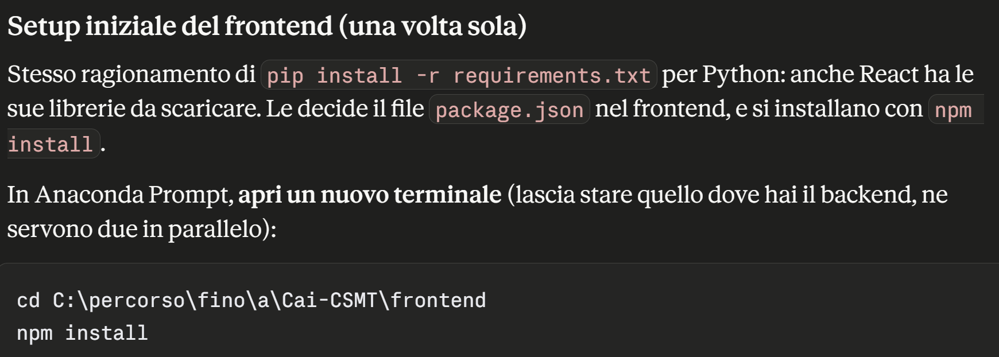 Setup iniziale del frontend (una volta sola)
Stesso ragionamento di pip install -r requirements.txt per Python: anche React ha le
sue librerie da scaricare. Le decide il file package.json nel frontend, e si installano con npm
install.
In Anaconda Prompt, apri un nuovo terminale (lascia stare quello dove hai il backend, ne
servono due in parallelo):
cd C:\percorso\fino\a\Cai-CSMT\frontend
npm install